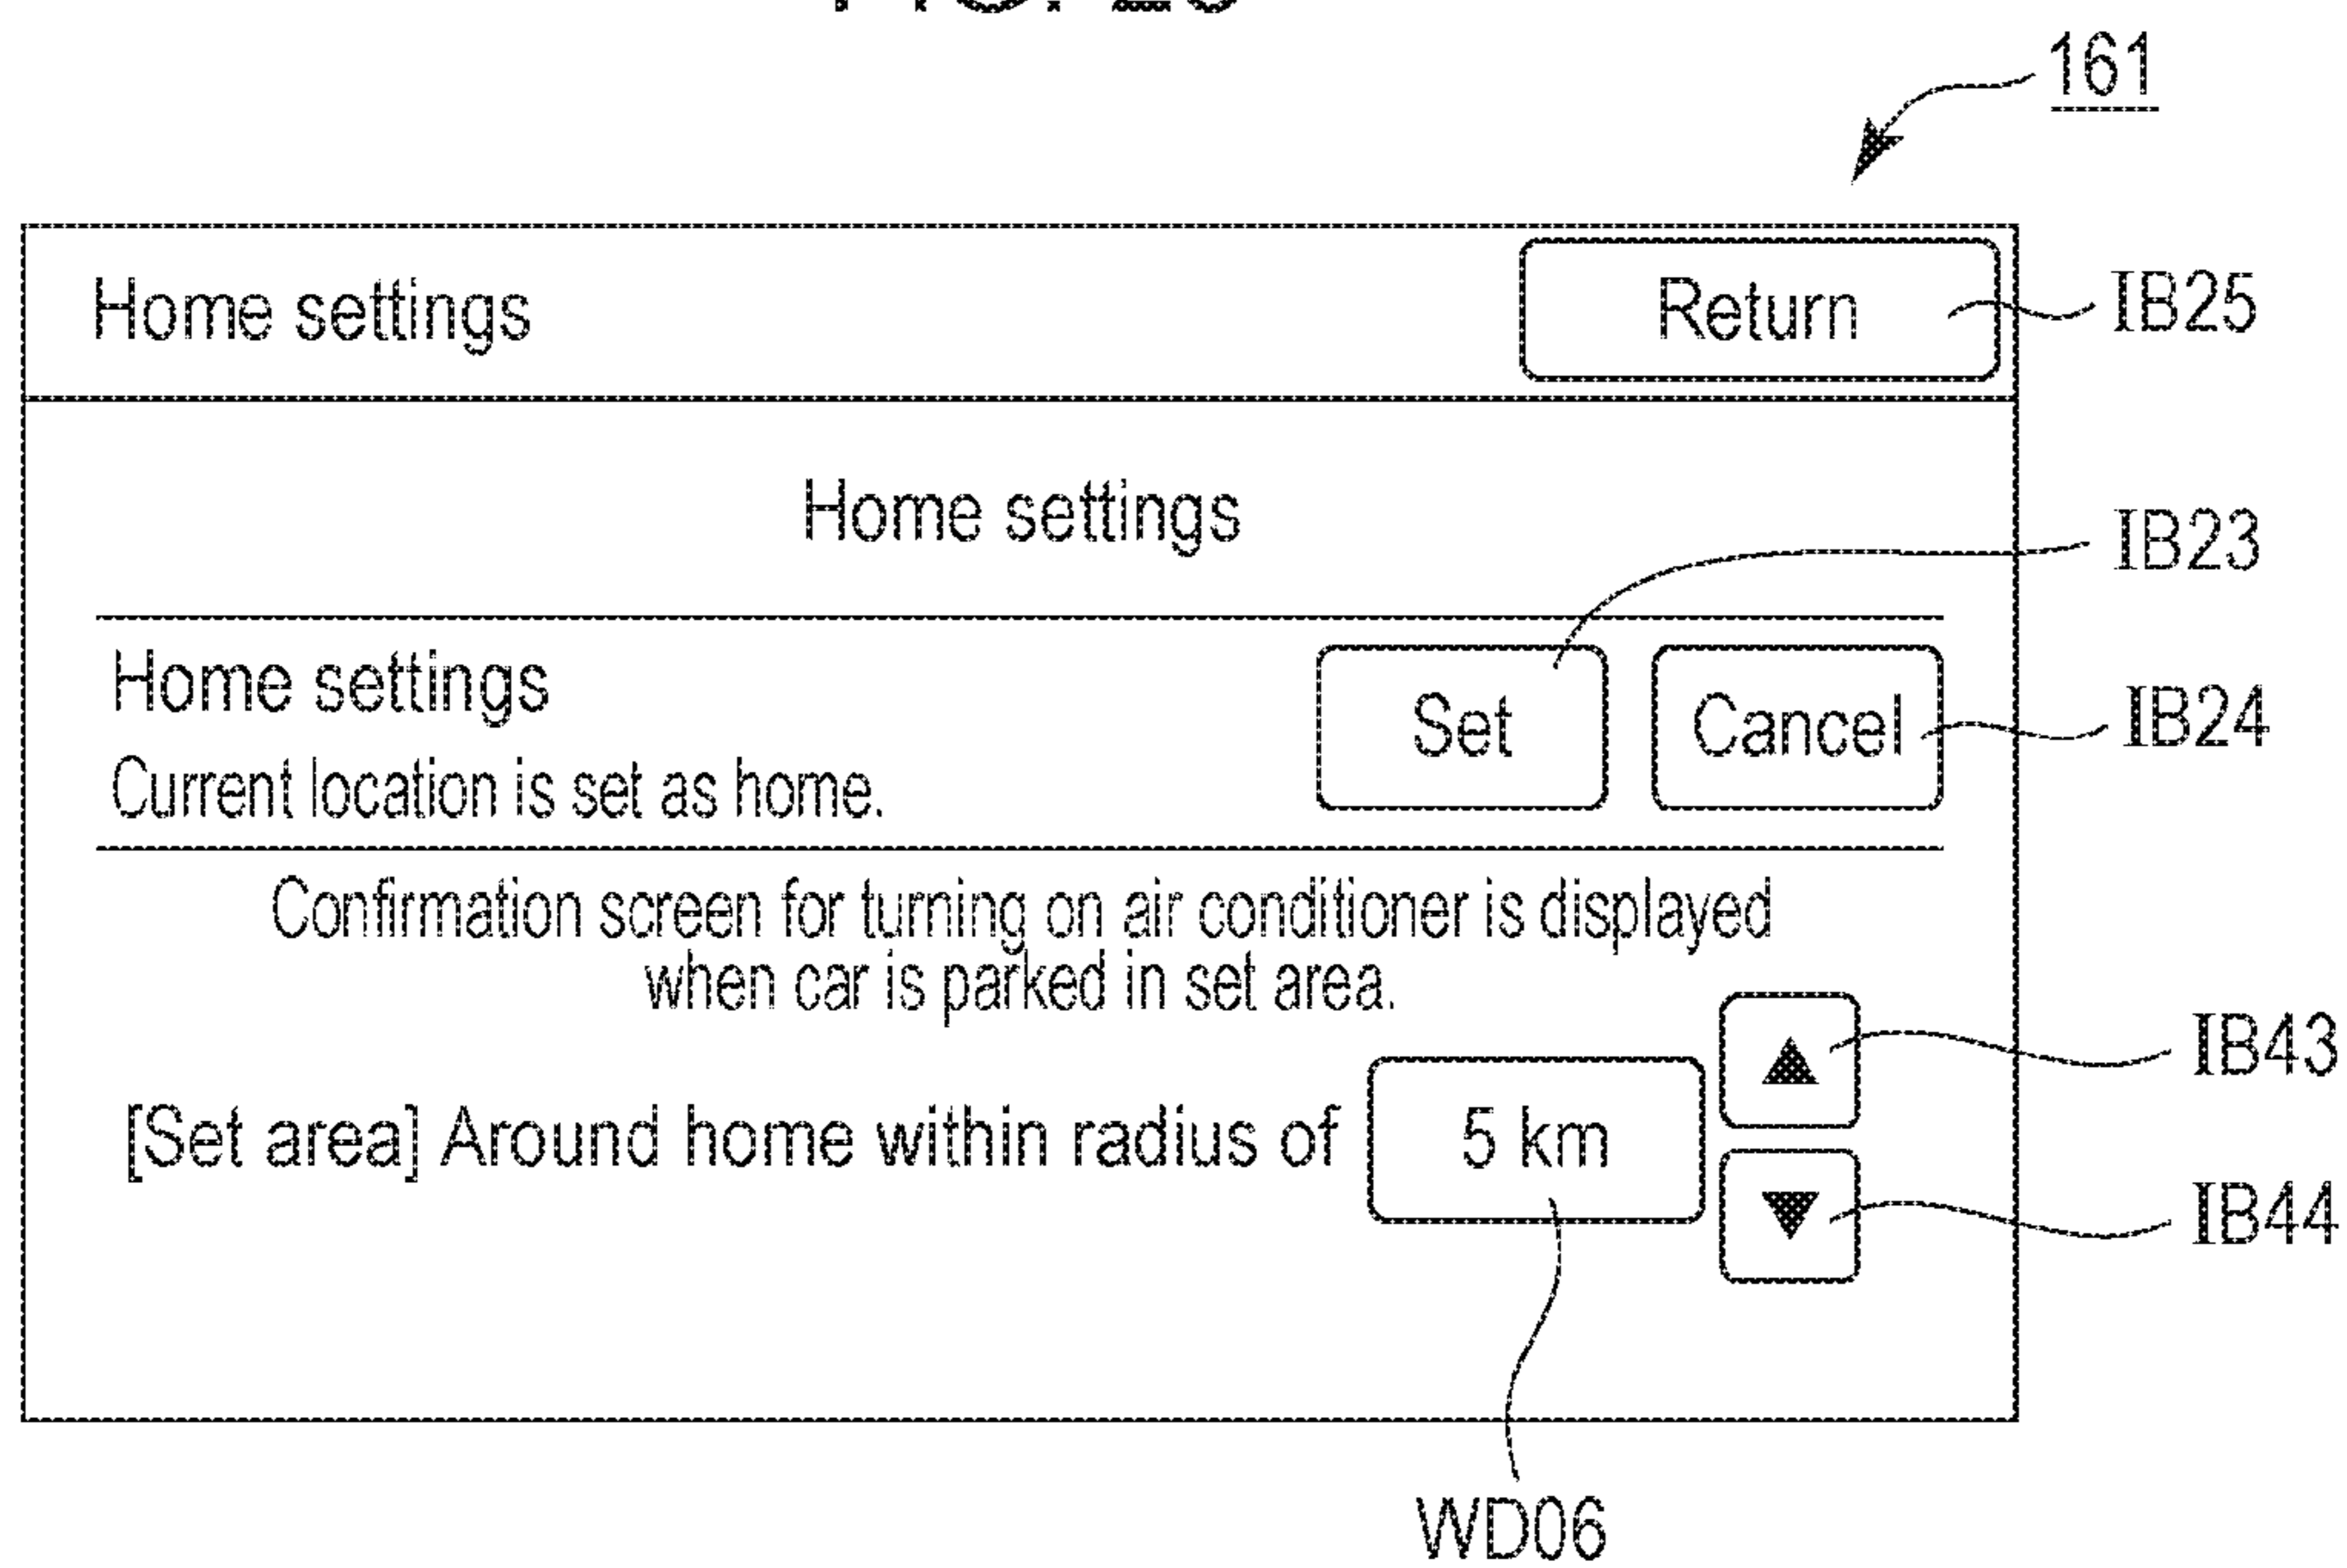 161
Home settings
Return
IB25
Home settings
IB23
Home settings
Set
Cancel
IB24
Current location is set as home.
Confirmation screen for turning on air conditioner is displayed
when car is parked in set area.
IB43
[Set area] Around home within radius of
5 km
IB44
WD06